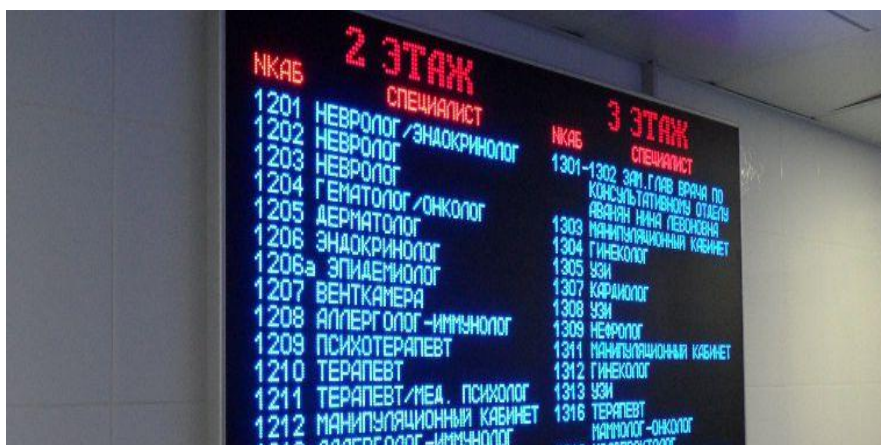 2 ЭТАЖ
NКАБ СПЕЦИАЛИСТ
1201 НЕВРОЛОГ/ЭНДОКРИНОЛОГ
1202 НЕВРОЛОГ
1203 НЕВРОЛОГ
1204 ГЕМАТОЛОГ/ОНКОЛОГ
1205 ДЕРМАТОЛОГ
1206 ЭНДОКРИНОЛОГ
1206а ЭПИДЕМИОЛОГ
1207 ВЕНТКАМЕРА
1208 АЛЛЕРГОЛОГ-ИММУНОЛОГ
1209 ПСИХОТЕРАПЕВТ
1210 ТЕРАПЕВТ
1211 ТЕРАПЕВТ/МЕД. ПСИХОЛОГ
1212 МАНИПУЛЯЦИОННЫЙ КАБИНЕТ
АЛЛЕРГОЛОГ-ИММУНОЛОГ
3 ЭТАЖ
NКАБ СПЕЦИАЛИСТ
1301-1302 ЗАМ.ГЛАВ ВРАЧА ПО
КОНСУЛЬТАТИВНОМУ ОТДЕЛУ
АВАНЯН НИНА ЛЕВОНОВНА
1303 МАНИПУЛЯЦИОННЫЙ КАБИНЕТ
1304 ГИНЕКОЛОГ
1305 УЗИ
1307 КАРДИОЛОГ
1308 УЗИ
1309 НЕФРОЛОГ
1311 МАНИПУЛЯЦИОННЫЙ КАБИНЕТ
1312 ГИНЕКОЛОГ
1313 УЗИ
1316 ТЕРАПЕВТ
МАММОЛОГ-ОНКОЛОГ